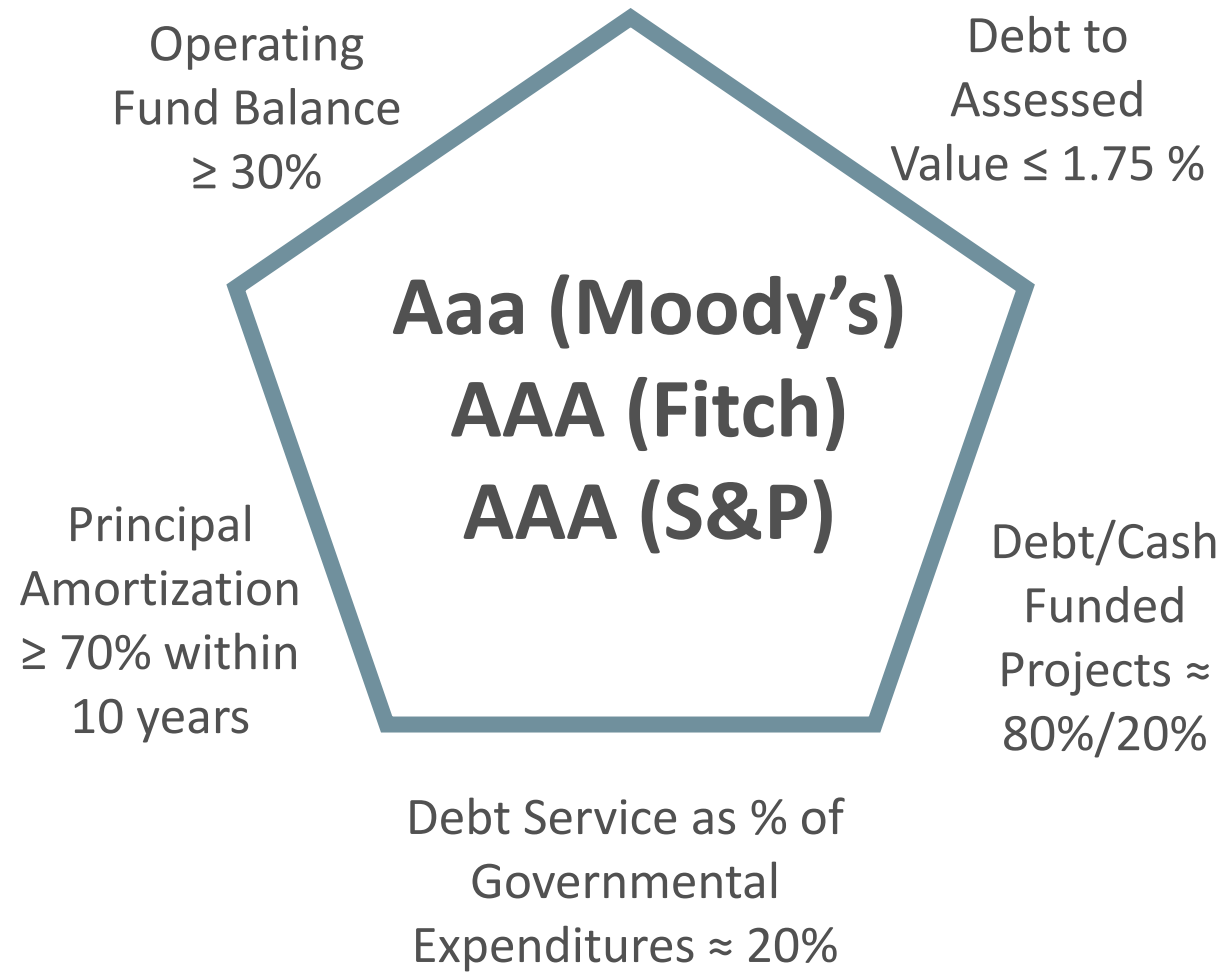 Operating
Fund Balance
≥ 30%
Debt to
Assessed
Value ≤ 1.75 %
Aaa (Moody’s)
AAA (Fitch)
AAA (S&P)
Principal
Amortization
≥ 70% within
10 years
Debt/Cash
Funded
Projects ≈
80%/20%
Debt Service as % of
Governmental
Expenditures ≈ 20%